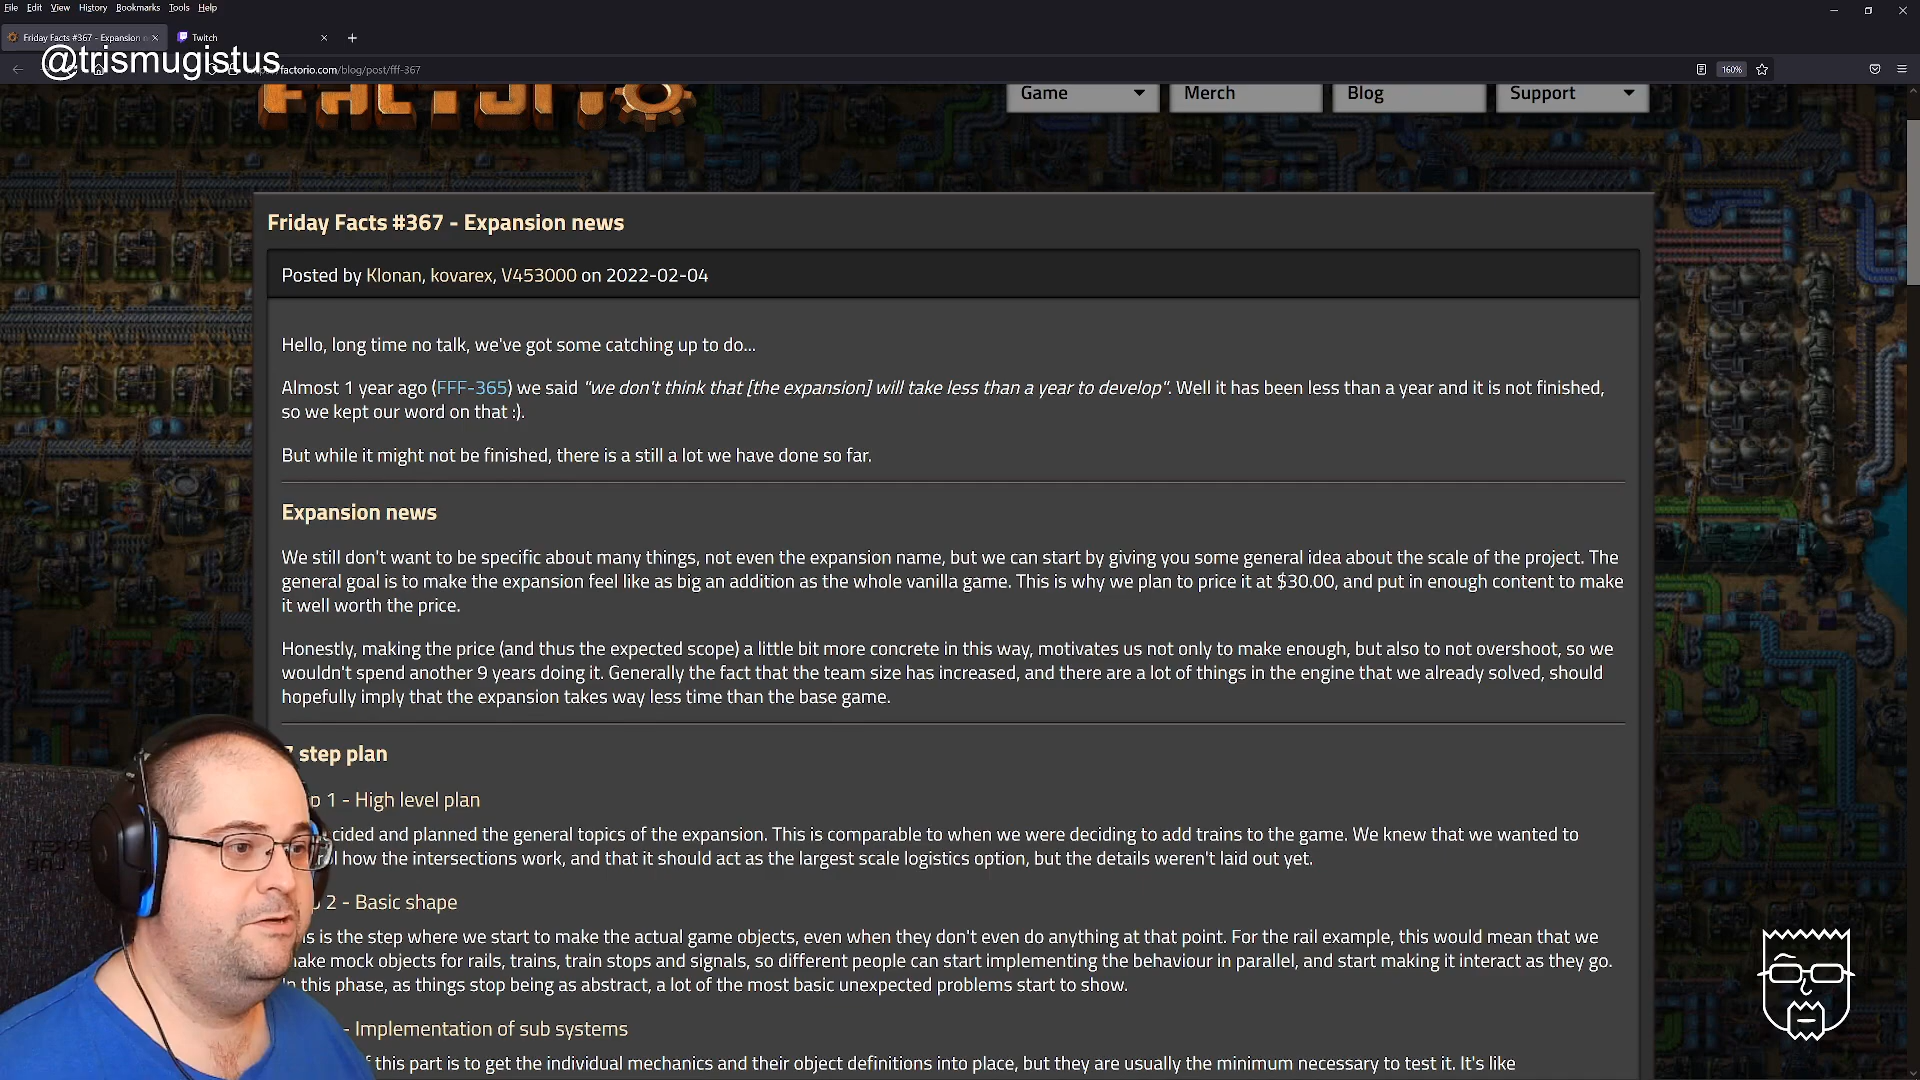 File Edit View History Bookmarks Tools Help
Friday Facts #367 - Expansion
Twitch
@trismugistus
factorio.com/blog/post/fff-367
160%
FACTORIO
Game
Merch
Blog
Support
Friday Facts #367 - Expansion news
Posted by Klonan, kovarex, V453000 on 2022-02-04
Hello, long time no talk, we've got some catching up to do...
Almost 1 year ago (FFF-365) we said "we don't think that [the expansion] will take less than a year to develop". Well it has been less than a year and it is not finished,
so we kept our word on that :).
But while it might not be finished, there is a still a lot we have done so far.
Expansion news
We still don't want to be specific about many things, not even the expansion name, but we can start by giving you some general idea about the scale of the project. The
general goal is to make the expansion feel like as big an addition as the whole vanilla game. This is why we plan to price it at $30.00, and put in enough content to make
it well worth the price.
Honestly, making the price (and thus the expected scope) a little bit more concrete in this way, motivates us not only to make enough, but also to not overshoot, so we
wouldn't spend another 9 years doing it. Generally the fact that the team size has increased, and there are a lot of things in the engine that we already solved, should
hopefully imply that the expansion takes way less time than the base game.
7 step plan
p 1 - High level plan
cided and planned the general topics of the expansion. This is comparable to when we were deciding to add trains to the game. We knew that we wanted to
how the intersections work, and that it should act as the largest scale logistics option, but the details weren't laid out yet.
p 2 - Basic shape
is is the step where we start to make the actual game objects, even when they don't even do anything at that point. For the rail example, this would mean that we
make mock objects for rails, trains, train stops and signals, so different people can start implementing the behaviour in parallel, and start making it interact as they go.
In this phase, as things stop being as abstract, a lot of the most basic unexpected problems start to show.
- Implementation of sub systems
f this part is to get the individual mechanics and their object definitions into place, but they are usually the minimum necessary to test it. It's like